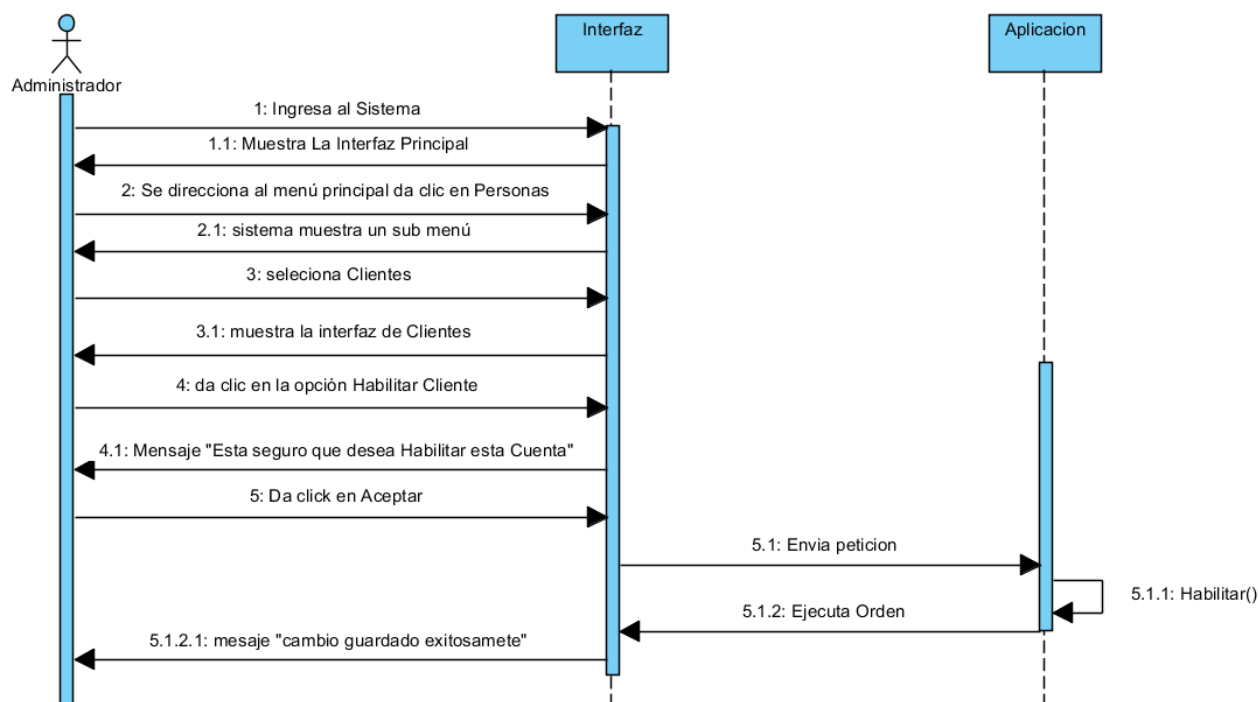 Interfaz
Aplicacion
Administrador
1: Ingresa al Sistema
1.1: Muestra La Interfaz Principal
2: Se direcciona al menú principal da clic en Personas
2.1: sistema muestra un sub menú
3: seleciona Clientes
3.1: muestra la interfaz de Clientes
4: da clic en la opción Habilitar Cliente
4.1: Mensaje "Esta seguro que desea Habilitar esta Cuenta"
5: Da click en Aceptar
5.1: Envia peticion
5.1.1: Habilitar()
5.1.2: Ejecuta Orden
5.1.2.1: mesaje "cambio guardado exitosamete"